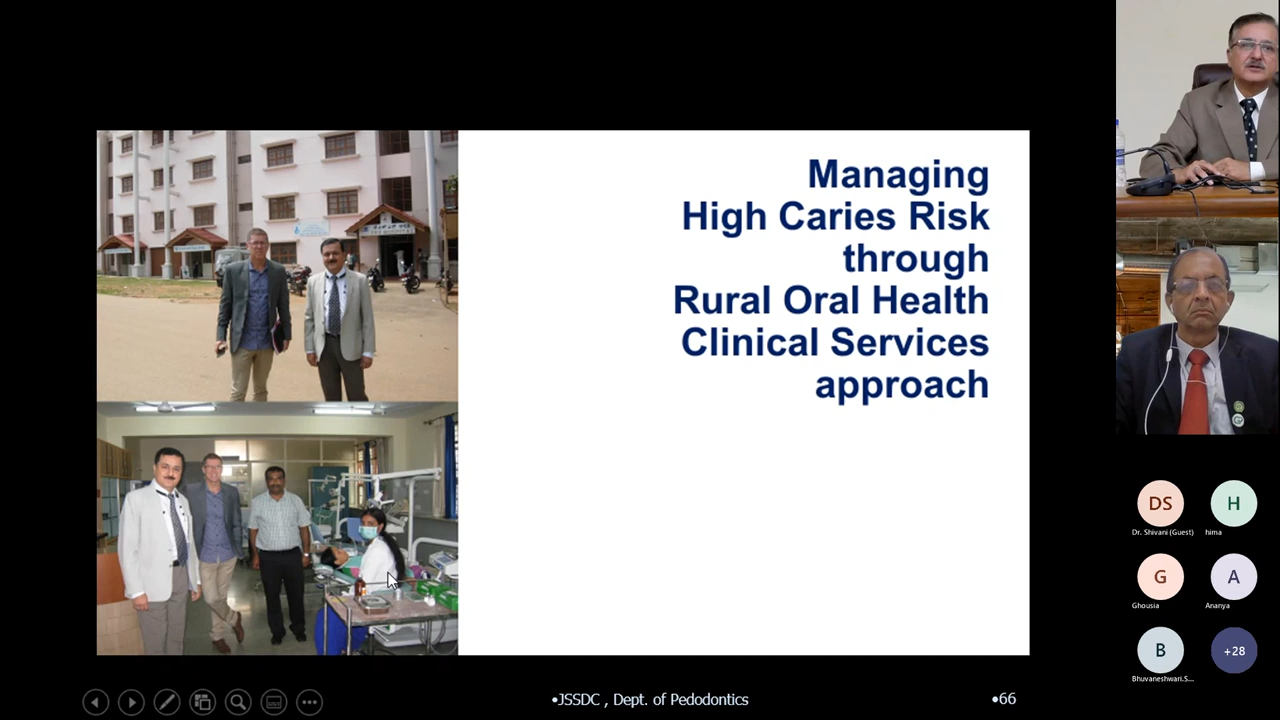 Managing
High Caries Risk
through
Rural Oral Health
Clinical Services
approach
•JSSDC , Dept. of Pedodontics
•66
DS
H
Dr. Shivani (Guest)
hima
G
A
Ghousia
Ananya
B
+28
Bhuvaneshwari.S...